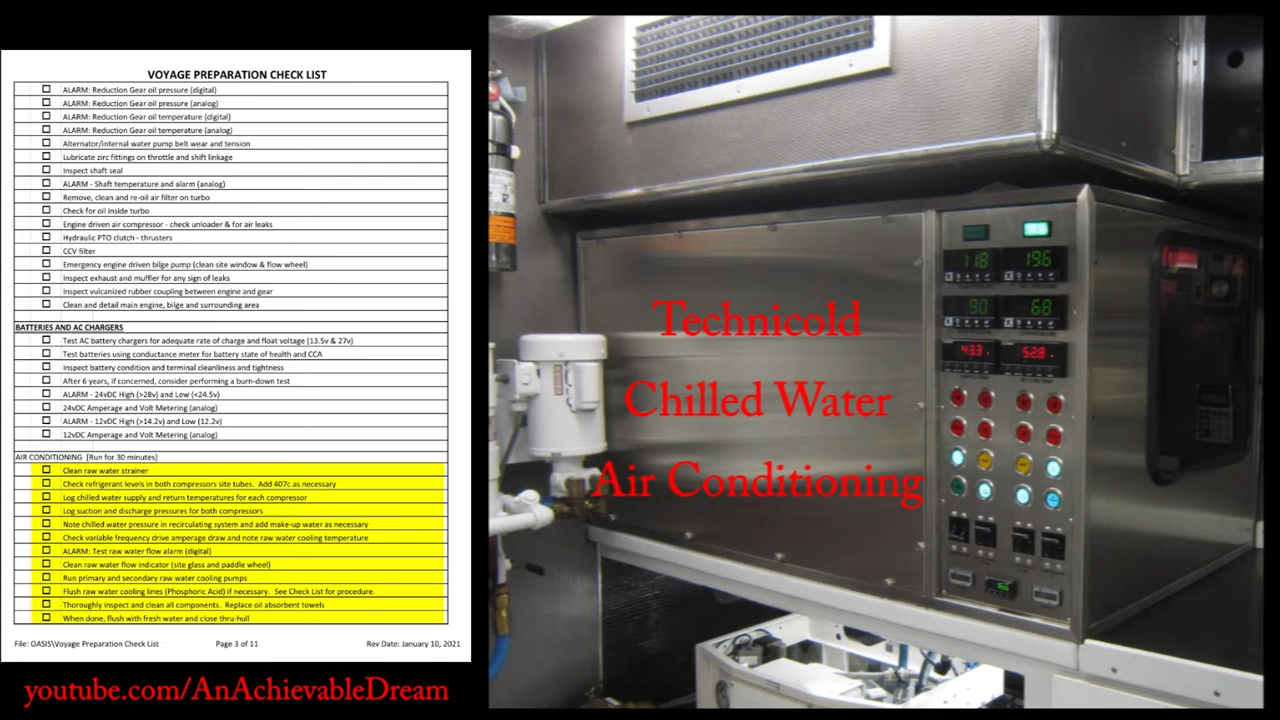 VOYAGE PREPARATION CHECK LIST
ALARM: Reduction Gear oil pressure (digital)
ALARM: Reduction Gear oil pressure (analog)
ALARM: Reduction Gear oil temperature (digital)
ALARM: Reduction Gear oil temperature (analog)
Alternator/internal water pump belt wear and tension
Lubricate zirc fittings on throttle and shift linkage
Inspect shaft seal
ALARM - Shaft temperature and alarm (analog)
Remove, clean and re-oil air filter on turbo
Check for oil inside turbo
Engine driven air compressor - check unloader & for air leaks
Hydraulic PTO clutch - thrusters
CCV filter
Emergency engine driven bilge pump (clean site window & flow wheel)
Inspect exhaust and muffler for any sign of leaks
Inspect vulcanized rubber coupling between engine and gear
Clean and detail main engine, bilge and surrounding area
BATTERIES AND AC CHARGERS
Test AC battery chargers for adequate rate of charge and float voltage (13.5v & 27v)
Test batteries using conductance meter for battery state of health and CCA
Inspect battery condition and terminal cleanliness and tightness
After 6 years, if concerned, consider performing a burn-down test
ALARM - 24vDC High (>28v) and Low (<24.5v)
24vDC Amperage and Volt Metering (analog)
ALARM - 12vDC High (>14.2v) and Low (12.2v)
12vDC Amperage and Volt Metering (analog)
AIR CONDITIONING [Run for 30 minutes]
Clean raw water strainer
Check refrigerant levels in both compressors site tubes. Add 407c as necessary
Log chilled water supply and return temperatures for each compressor
Log suction and discharge pressures for both compressors
Note chilled water pressure in recirculating system and add make-up water as necessary
Check variable frequency drive amperage draw and note raw water cooling temperature
ALARM: Test raw water flow alarm (digital)
Clean raw water flow indicator (site glass and paddle wheel)
Run primary and secondary raw water cooling pumps
Flush raw water cooling lines (Phosphoric Acid) if necessary. See Check List for procedure.
Thoroughly inspect and clean all components. Replace oil absorbent towels
When done, flush with fresh water and close thru-hull
File: OASIS\Voyage Preparation Check List Page 3 of 11 Rev Date: January 10, 2021
youtube.com/AnAchievableDream
Technicold
Chilled Water
Air Conditioning
118 196
90 68
43.3 52.8